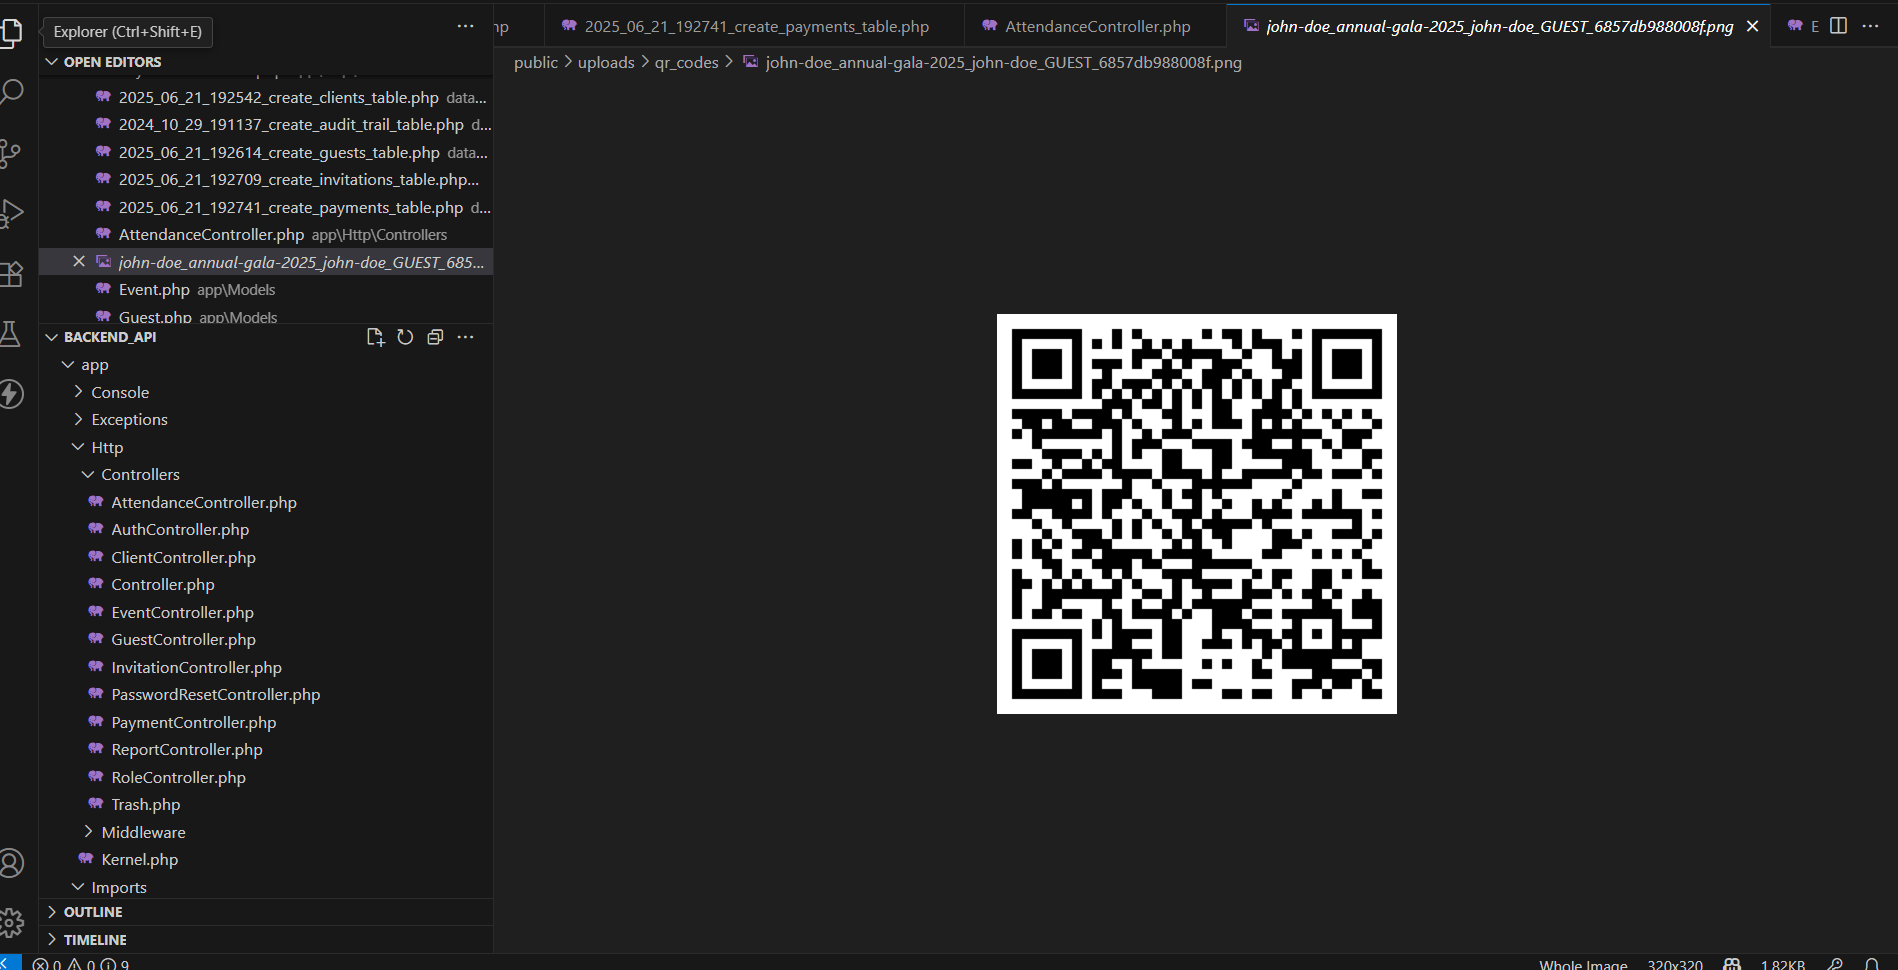 Explorer (Ctrl+Shift+E)
hp
2025_06_21_192741_create_payments_table.php
AttendanceController.php
john-doe_annual-gala-2025_john-doe_GUEST_6857db988008f.png
E
public > uploads > qr_codes > john-doe_annual-gala-2025_john-doe_GUEST_6857db988008f.png
OPEN EDITORS
2025_06_21_192542_create_clients_table.php data...
2024_10_29_191137_create_audit_trail_table.php d...
2025_06_21_192614_create_guests_table.php data...
2025_06_21_192709_create_invitations_table.php...
2025_06_21_192741_create_payments_table.php d...
AttendanceController.php app\Http\Controllers
john-doe_annual-gala-2025_john-doe_GUEST_685...
Event.php app\Models
Guest.php app\Models
BACKEND_API
app
Console
Exceptions
Http
Controllers
AttendanceController.php
AuthController.php
ClientController.php
Controller.php
EventController.php
GuestController.php
InvitationController.php
PasswordResetController.php
PaymentController.php
ReportController.php
RoleController.php
Trash.php
Middleware
Kernel.php
Imports
OUTLINE
TIMELINE
0 0 9
Whole Image 320x320 1.82KB